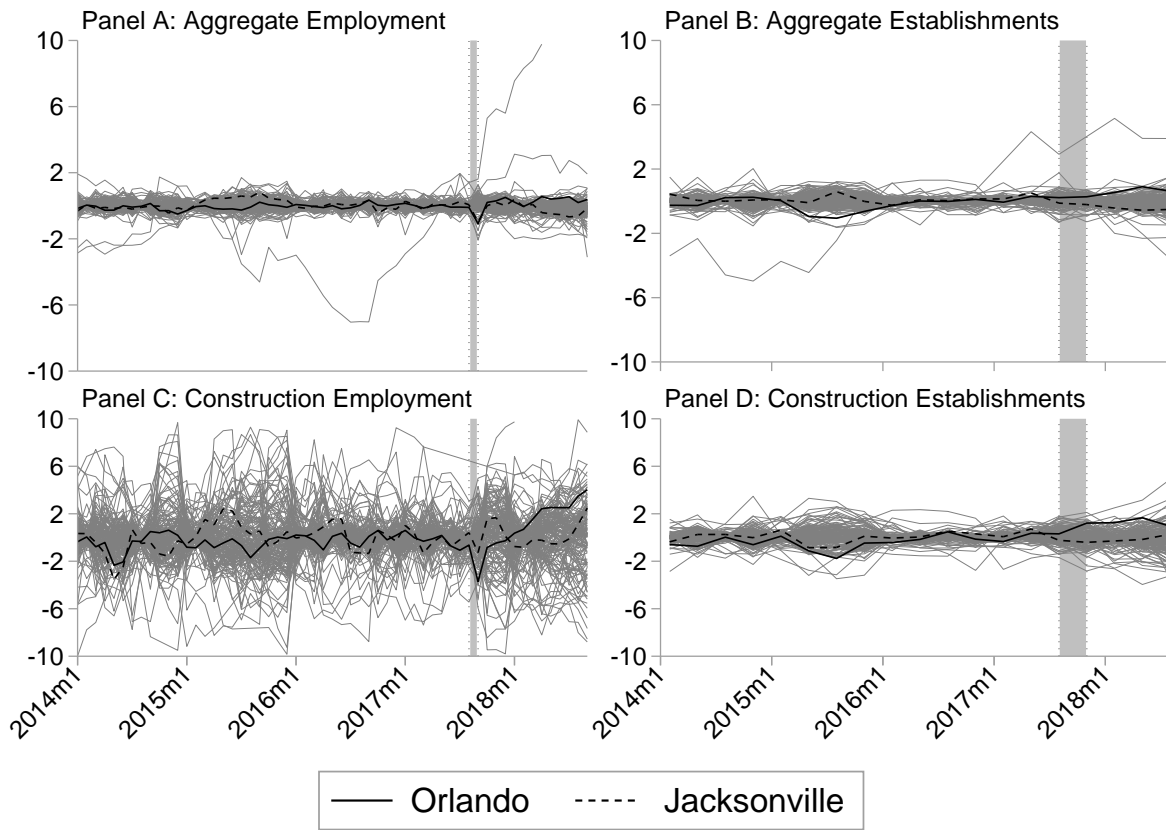 Panel A: Aggregate Employment
10
6
2
-2
-6
-10
Panel B: Aggregate Establishments
10
6
2
-2
-6
-10
Panel C: Construction Employment
10
6
2
-2
-6
-10
2014m1
2015m1
2016m1
2017m1
2018m1
Panel D: Construction Establishments
10
6
2
-2
-6
-10
2014m1
2015m1
2016m1
2017m1
2018m1
Orlando
Jacksonville